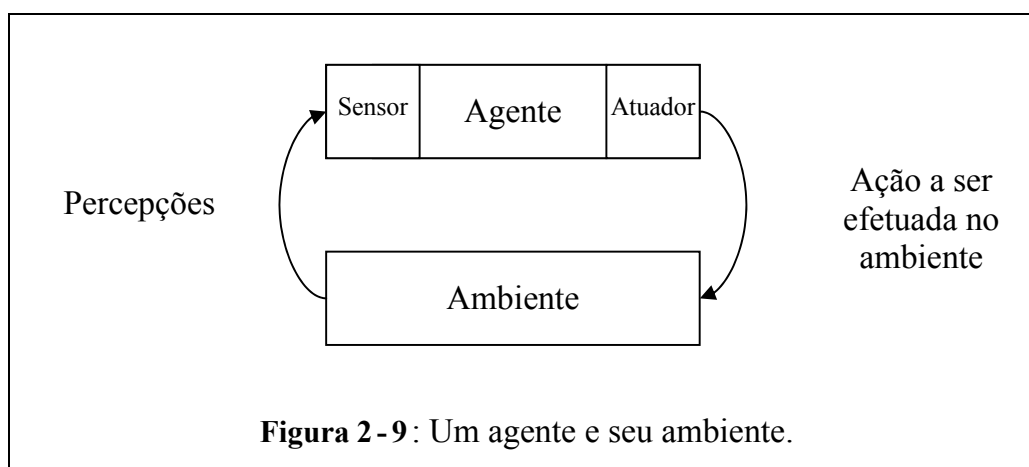 Sensor
Agente
Atuador
Percepções
Ação a ser
efetuada no
ambiente
Ambiente
Figura 2-9: Um agente e seu ambiente.